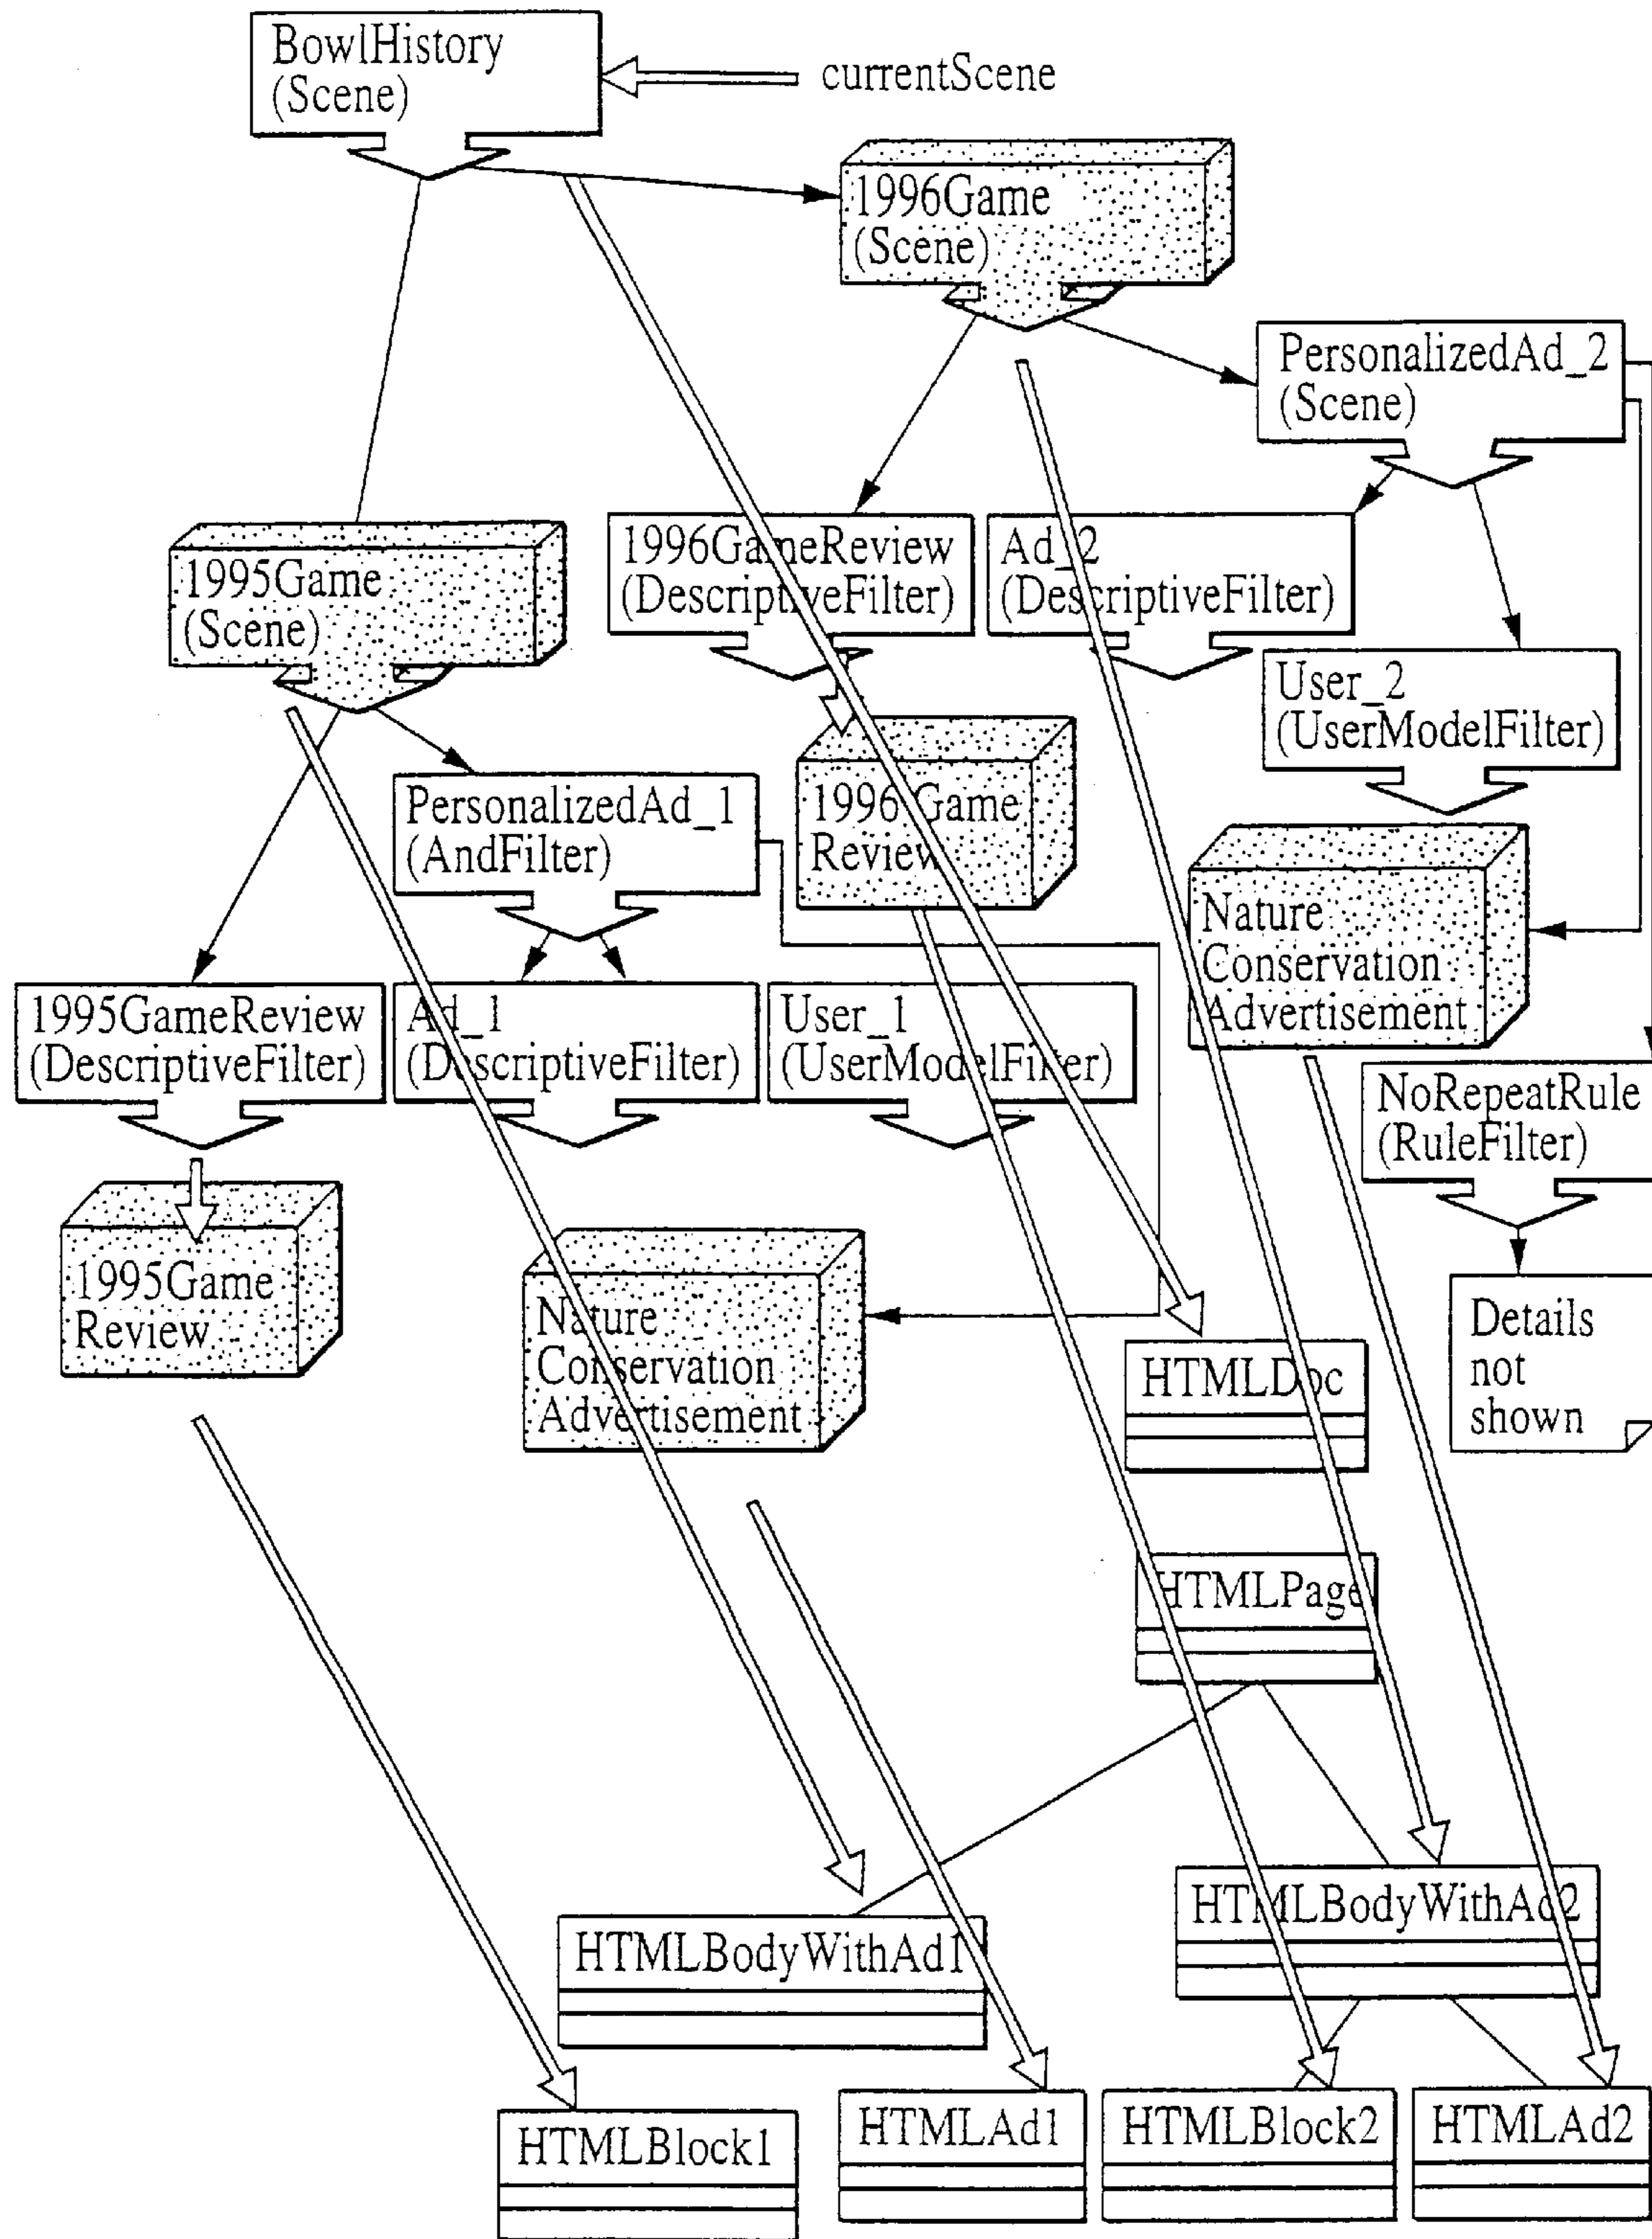 BowlHistory
(Scene)
currentScene
1996Game
(Scene)
PersonalizedAd_2
(Scene)
1996GameReview
(DescriptiveFilter)
Ad_2
(DescriptiveFilter)
1995Game
(Scene)
User_2
(UserModelFilter)
PersonalizedAd_1
(AndFilter)
1996 Game
Review
Nature
Conservation
Advertisement
1995GameReview
(DescriptiveFilter)
Ad_1
(DescriptiveFilter)
User_1
(UserModelFilter)
NoRepeatRule
(RuleFilter)
1995Game
Review
Nature
Conservation
Advertisement
Details
not
shown
HTMLDoc
HTMLPage
HTMLBodyWithAd2
HTMLBodyWithAd1
HTMLBlock1
HTMLAd1
HTMLBlock2
HTMLAd2